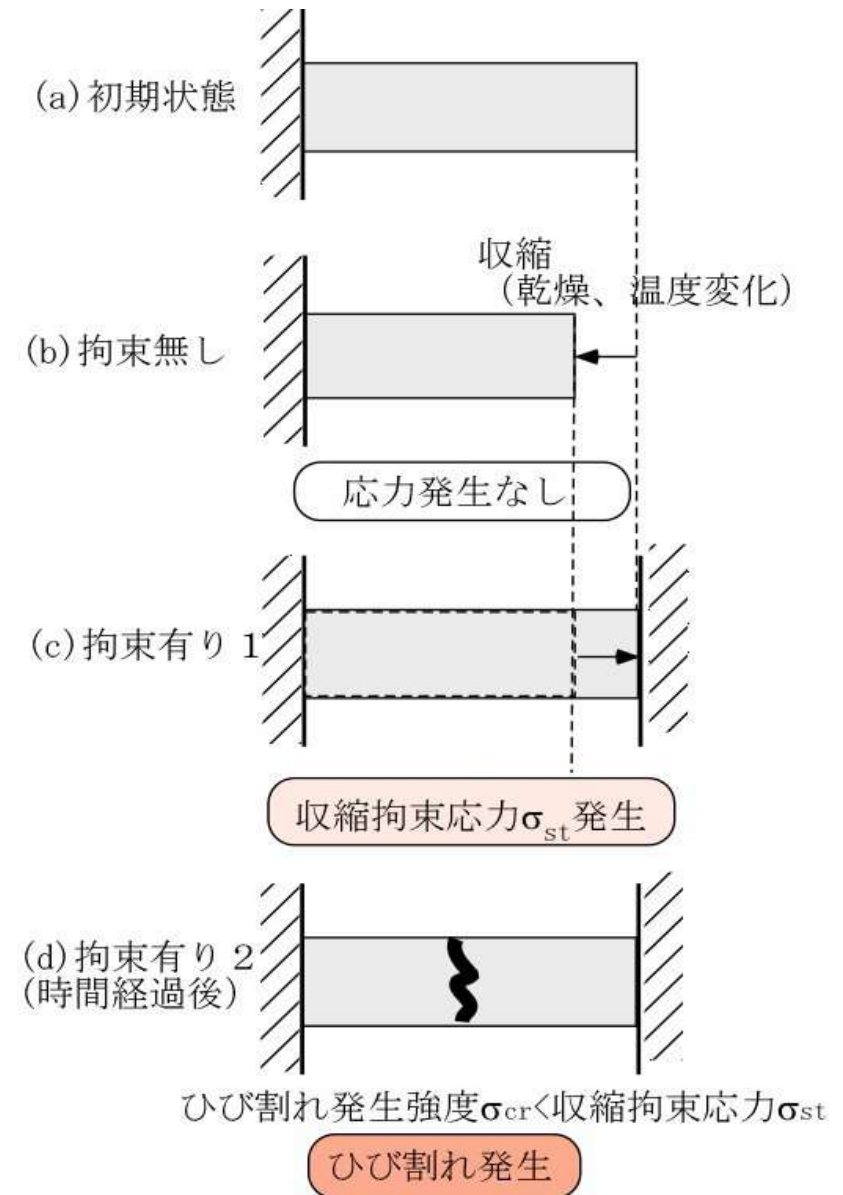 (a)初期状態
収縮
(乾燥、温度変化)
(b)拘束無し
応力発生なし
(c)拘束有り1
収縮拘束応力σst発生
(d)拘束有り2
(時間経過後)
ひび割れ発生強度σcr<収縮拘束応力σst
ひび割れ発生